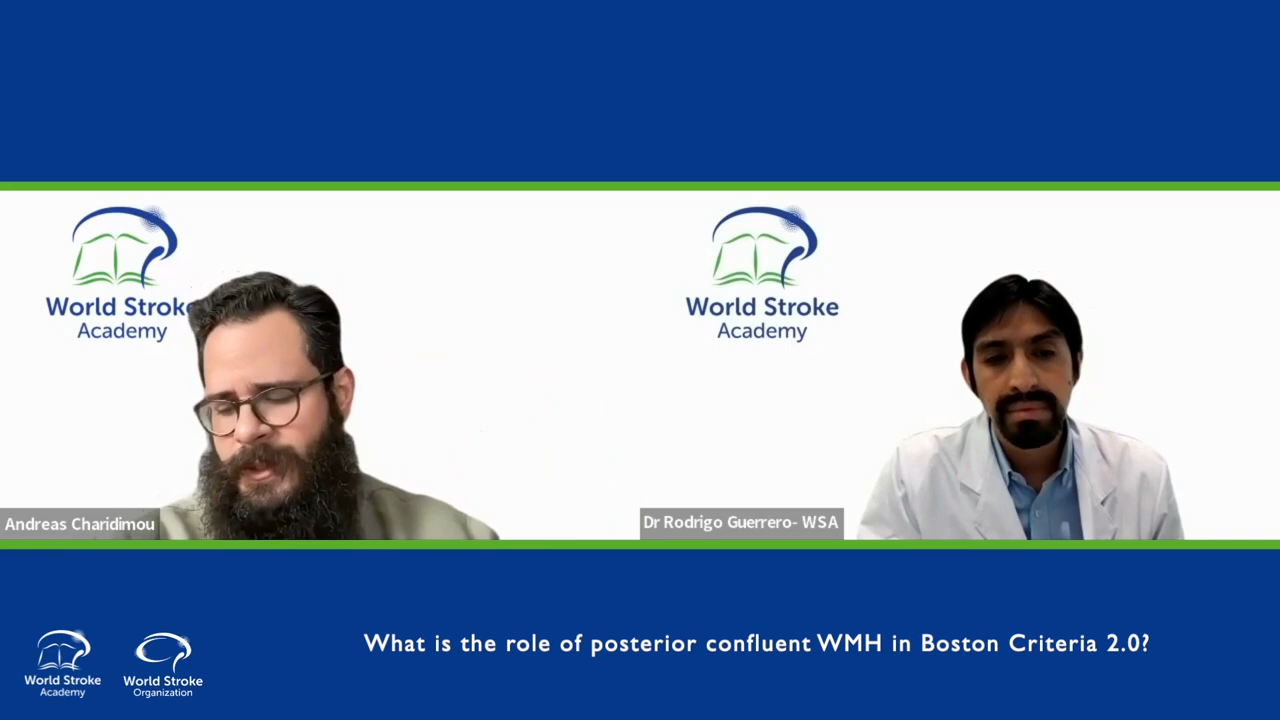 World Stroke
Academy
World Stroke
Academy
Andreas Charidimou
Dr Rodrigo Guerrero- WSA
What is the role of posterior confluent WMH in Boston Criteria 2.0?
World Stroke
Academy
World Stroke
Organization